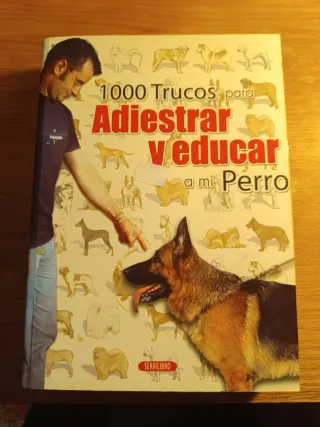 1000 Trucos para
Adiestrar
y educar
a mi Perro
SERVILIBRO